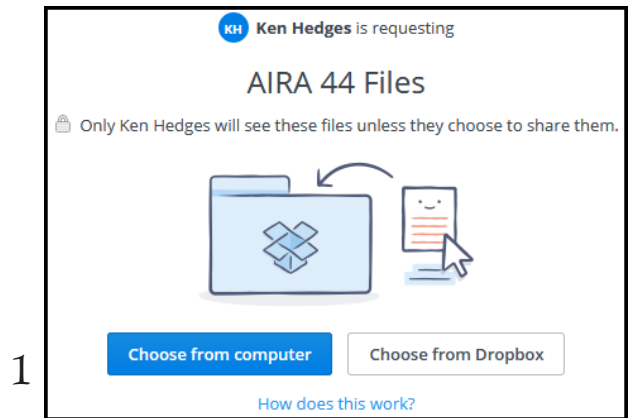 KH Ken Hedges is requesting
AIRA 44 Files
Only Ken Hedges will see these files unless they choose to share them.
Choose from computer Choose from Dropbox
1
How does this work?